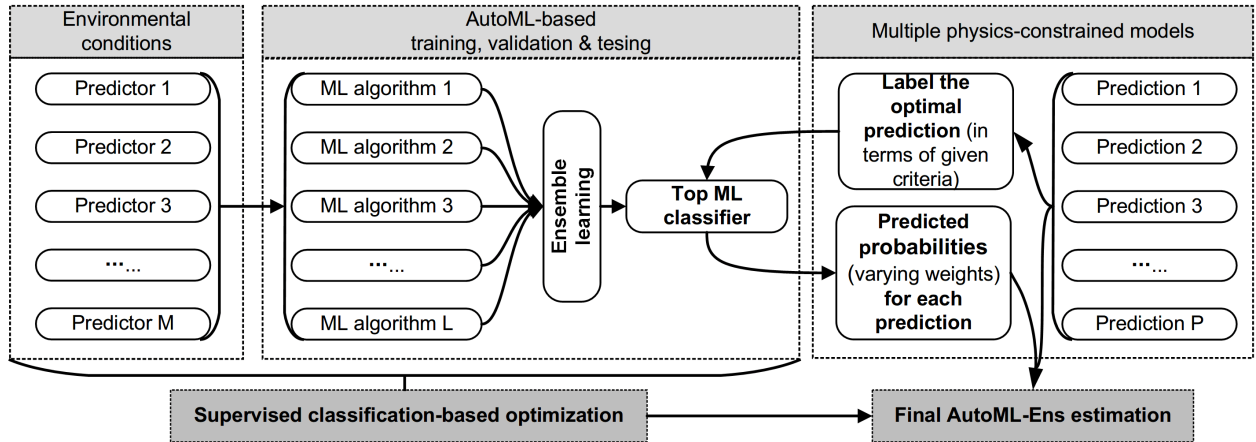 Environmental
conditions
Predictor 1
Predictor 2
Predictor 3
......
Predictor M
AutoML-based
training, validation & tesing
ML algorithm 1
ML algorithm 2
ML algorithm 3
......
ML algorithm L
Ensemble
learning
Top ML
classifier
Multiple physics-constrained models
Label the
optimal
prediction (in
terms of given
criteria)
Predicted
probabilities
(varying weights)
for each
prediction
Prediction 1
Prediction 2
Prediction 3
......
Prediction P
Supervised classification-based optimization
Final AutoML-Ens estimation